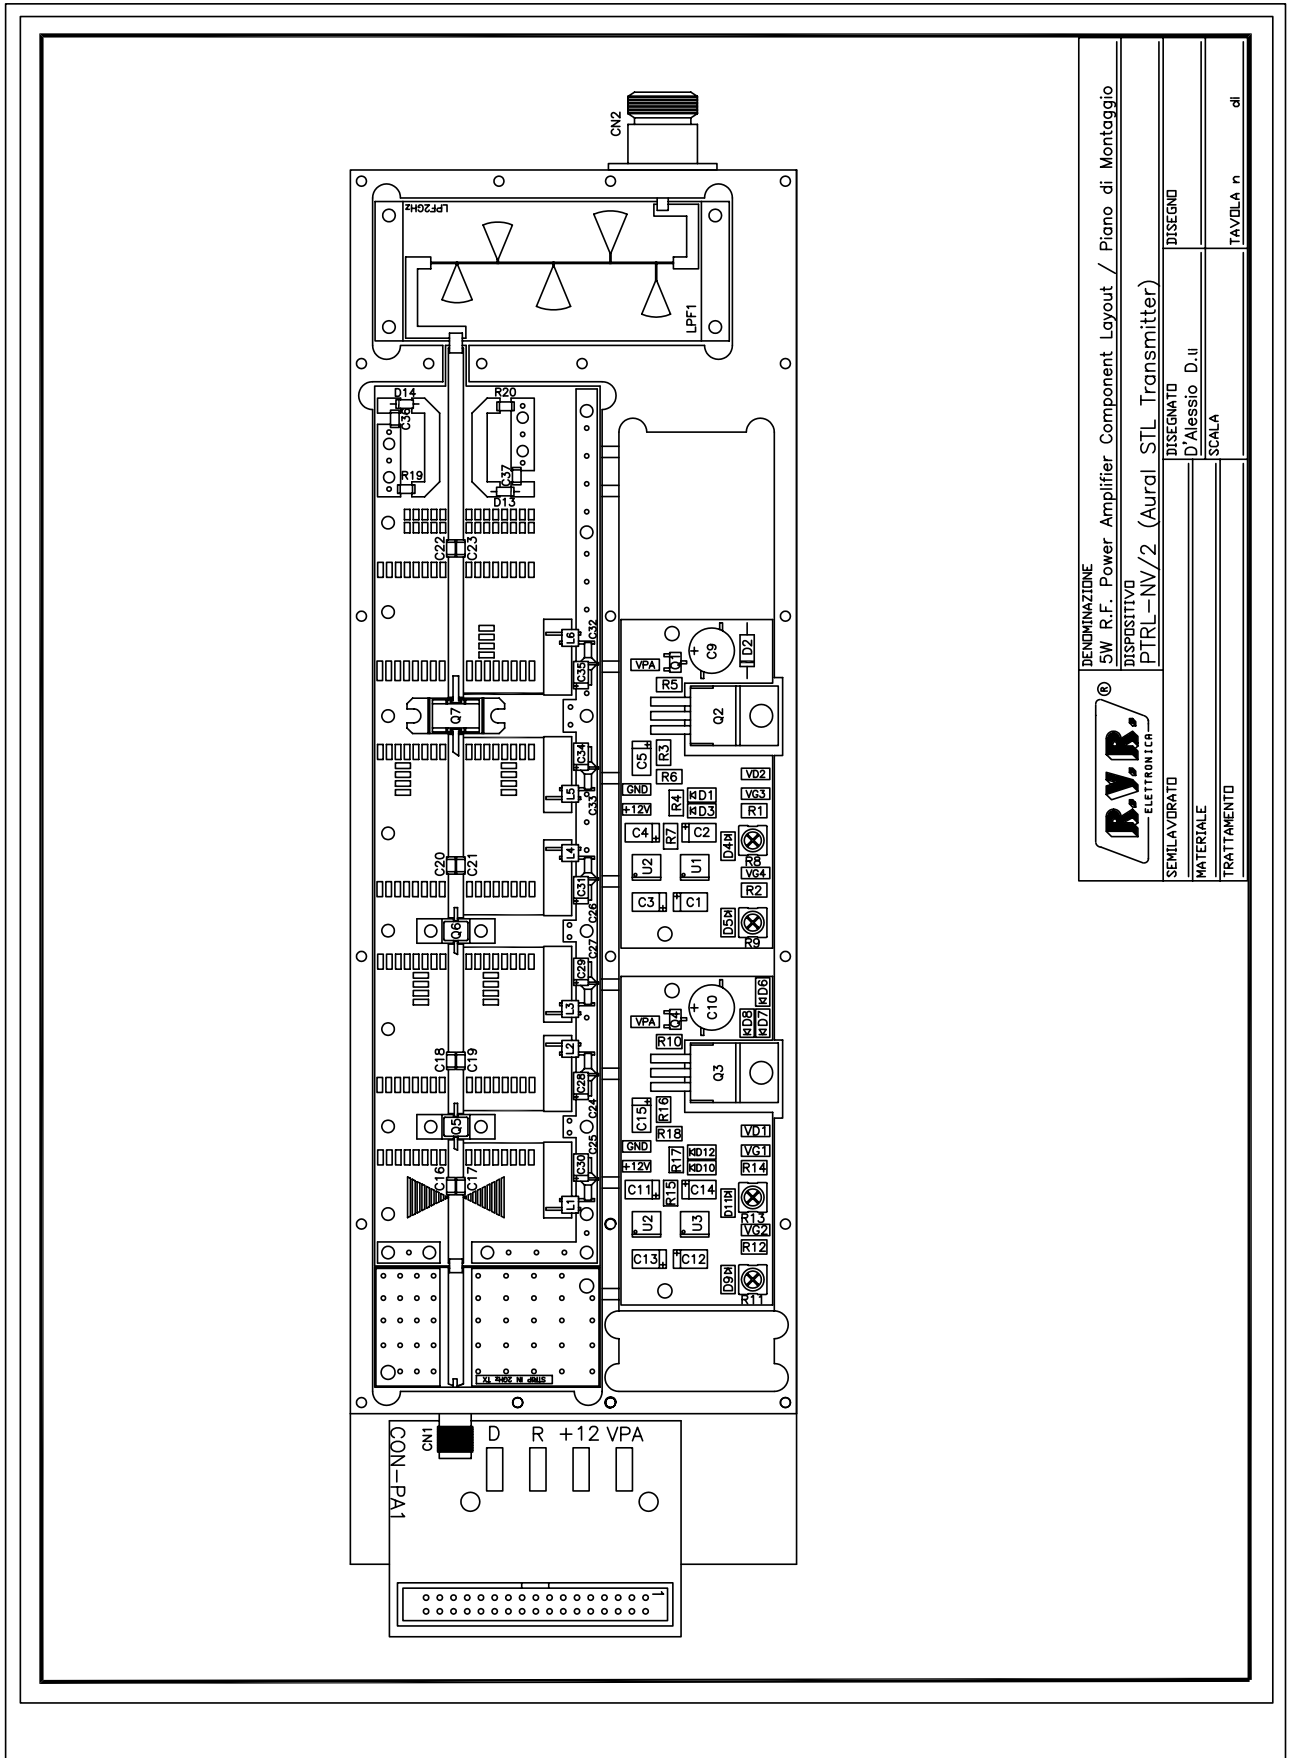 CN2
LPF2GHz
LPF1
D14
C36
R19
R20
C37
D13
C22
C23
L6
C32
C35
Q7
C34
L5
C33
C20
C21
L4
C31
C26
Q6
C27
C29
L3
C18
C19
L2
C28
C24
Q5
C25
C30
C16
C17
L1
STRIP IN 2GHz TX
VPA
Q1
+
C9
D2
R5
Q2
C5
+
R3
R6
VD2
GND
+12V
R4
D1
D3
VG3
R1
C4
+
R7
+
C2
D4
R8
U2
U1
VG4
R2
C3
+
+
C1
D5
R9
VPA
Q4
+
C10
D6
D8
D7
R10
Q3
C15
+
R16
R18
VD1
GND
+12V
R17
D12
D10
VG1
R14
C11
+
R15
+
C14
D11
R13
U2
U3
VG2
R12
C13
+
+
C12
D9
R11
CN1
D
R
+12
VPA
CON-PA1
1
R.V.R.
®
ELETTRONICA
DENOMINAZIONE
5W R.F. Power Amplifier Component Layout / Piano di Montaggio
DISPOSITIVO
PTRL-NV/2 (Aural STL Transmitter)
SEMILAVORATO
DISEGNATO
D'Alessio D.u
DISEGNO
MATERIALE
SCALA
TRATTAMENTO
TAVOLA n di